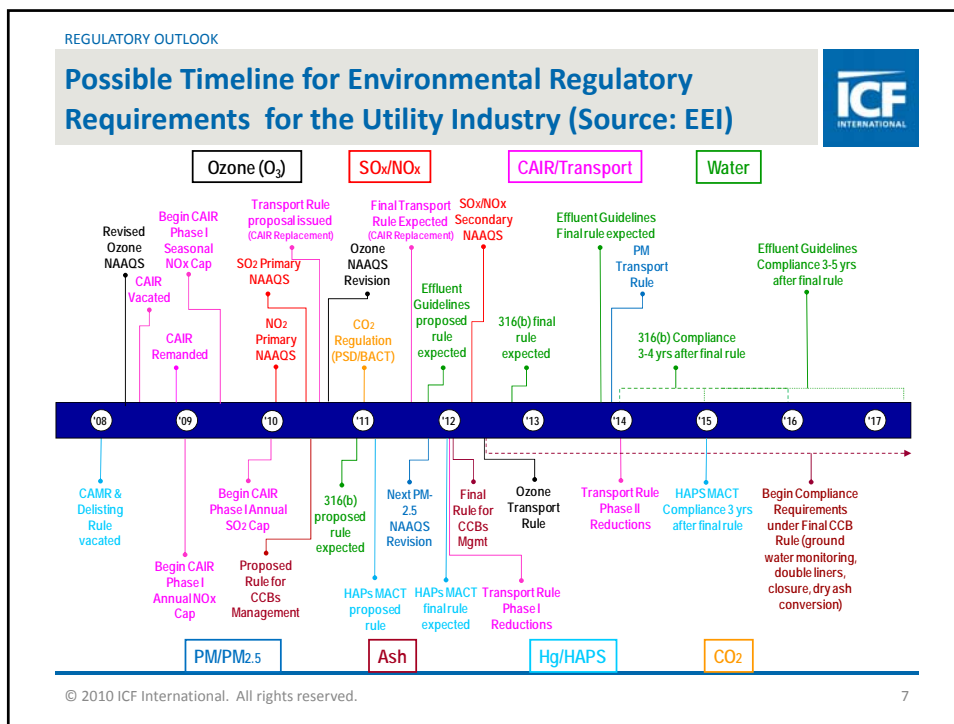 REGULATORY OUTLOOK
Possible Timeline for Environmental Regulatory
Requirements for the Utility Industry (Source: EEI)
ICF
INTERNATIONAL
Ozone (O3)
SOx/NOx
CAIR/Transport
Water
Revised
Ozone
NAAQS
CAIR
Vacated
Begin CAIR
Phase I
Seasonal
NOx Cap
CAIR
Remanded
Transport Rule
proposal issued
(CAIR Replacement)
SO2 Primary
NAAQS
NO2
Primary
NAAQS
Ozone
NAAQS
Revision
CO2
Regulation
(PSD/BACT)
Final Transport
Rule Expected
(CAIR Replacement)
Effluent
Guidelines
proposed
rule
expected
SOx/NOx
Secondary
NAAQS
316(b) final
rule
expected
Effluent Guidelines
Final rule expected
PM
Transport
Rule
316(b) Compliance
3-4 yrs after final rule
Effluent Guidelines
Compliance 3-5 yrs
after final rule
'08
'09
'10
'11
'12
'13
'14
'15
'16
'17
CAMR &
Delisting
Rule
vacated
Begin CAIR
Phase I
Annual NOx
Cap
Begin CAIR
Phase I Annual
SO2 Cap
Proposed
Rule for
CCBs
Management
316(b)
proposed
rule
expected
HAPs MACT
proposed
rule
Next PM-
2.5
NAAQS
Revision
HAPs MACT
final rule
expected
Final
Rule for
CCBs
Mgmt
Transport Rule
Phase I
Reductions
Ozone
Transport
Rule
Transport Rule
Phase II
Reductions
HAPS MACT
Compliance 3 yrs
after final rule
Begin Compliance
Requirements
under Final CCB
Rule (ground
water monitoring,
double liners,
closure, dry ash
conversion)
PM/PM2.5
Ash
Hg/HAPS
CO2
© 2010 ICF International. All rights reserved.
7